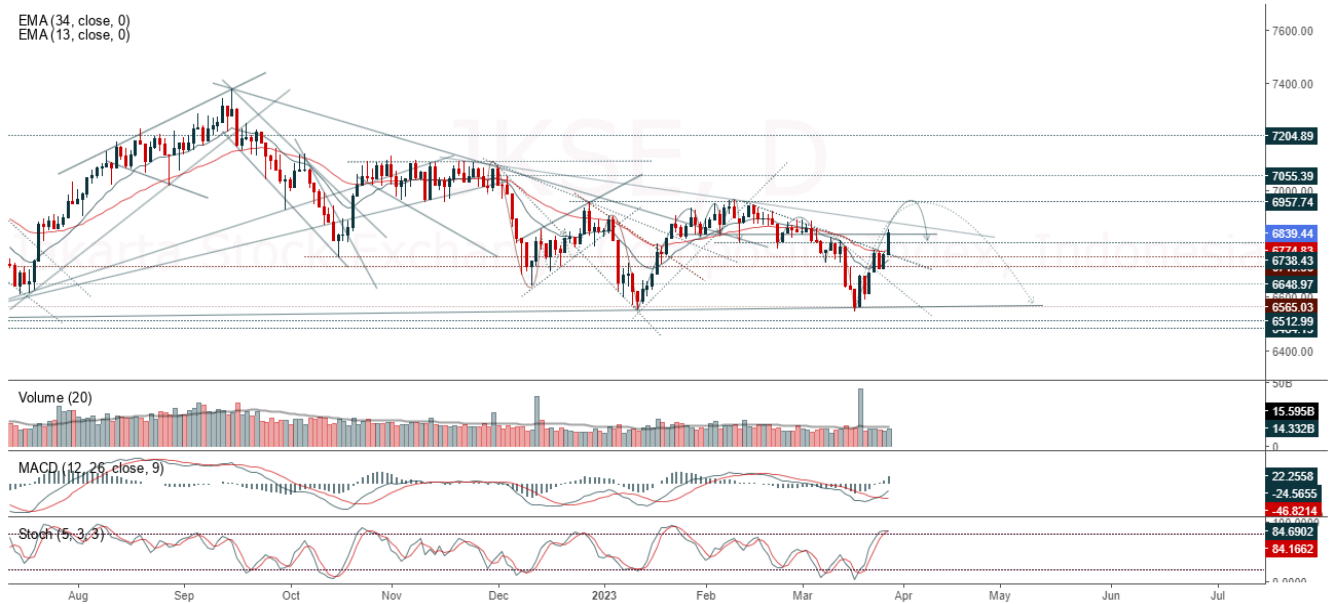 EMA (34, close, 0)
EMA (13, close, 0)
JKSE, D
7600.00
7400.00
7204.89
7055.39
7000.00
6957.74
6839.44
6774.83
6738.43
6648.97
6565.03
6512.99
6400.00
Volume (20)
50B
15.595B
14.332B
0
MACD (12, 26, close, 9)
22.2558
-24.5655
-46.8214
Stoch (5, 3, 3)
84.6902
84.1662
Aug
Sep
Oct
Nov
Dec
2023
Feb
Mar
Apr
May
Jun
Jul